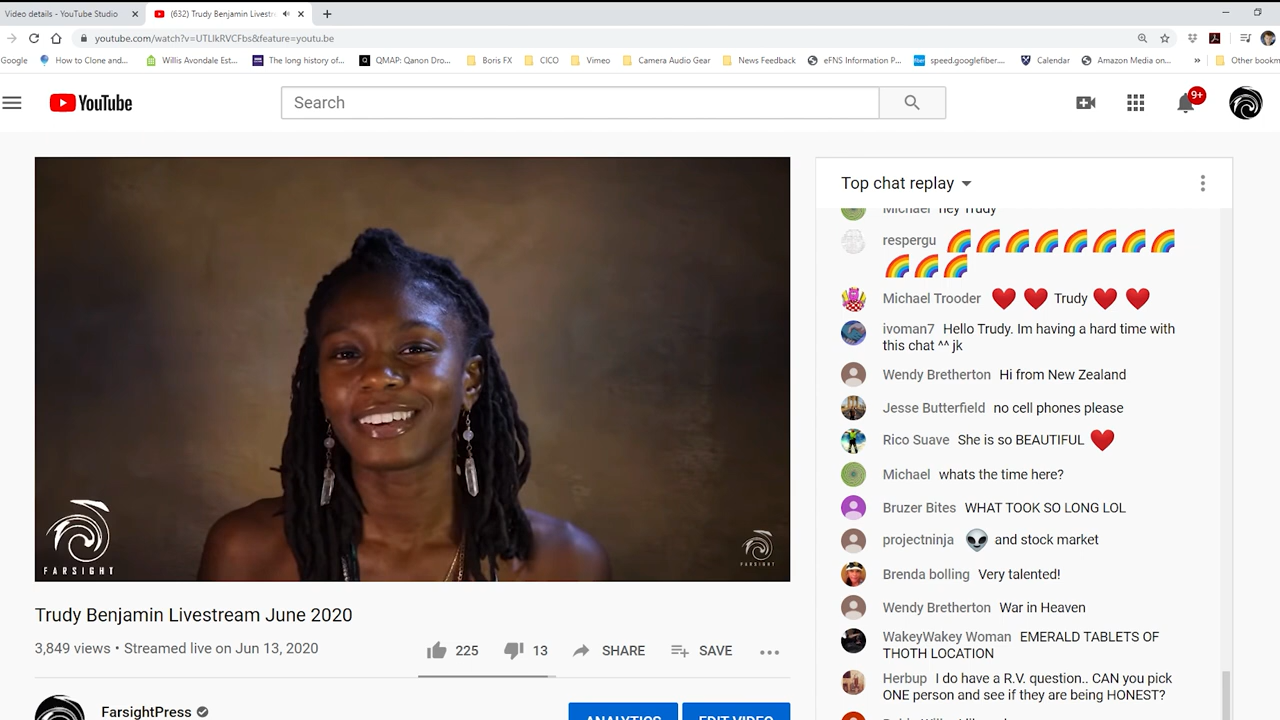 Video details - YouTube Studio
(632) Trudy Benjamin Livestre
youtube.com/watch?v=UTLIkRVCFbs&feature=youtu.be
Google How to Clone and... Willis Avondale Est... The long history of... QMAP: Qanon Dro... Boris FX CICO Vimeo Camera Audio Gear News Feedback eFNS Information P... speed.googlefiber... Calendar Amazon Media on... » Other bookm
YouTube
Search
9+
Top chat replay
Michael hey Trudy
respergu
Michael Trooder Trudy
ivoman7 Hello Trudy. Im having a hard time with
this chat ^^ jk
Wendy Bretherton Hi from New Zealand
Jesse Butterfield no cell phones please
Rico Suave She is so BEAUTIFUL
Michael whats the time here?
Bruzer Bites WHAT TOOK SO LONG LOL
projectninja and stock market
Brenda bolling Very talented!
Wendy Bretherton War in Heaven
WakeyWakey Woman EMERALD TABLETS OF
THOTH LOCATION
Herbup I do have a R.V. question.. CAN you pick
ONE person and see if they are being HONEST?
FARSIGHT
FARSIGHT
Trudy Benjamin Livestream June 2020
3,849 views • Streamed live on Jun 13, 2020
225 13 SHARE SAVE
FarsightPress
ANALYTICS EDIT VIDEO